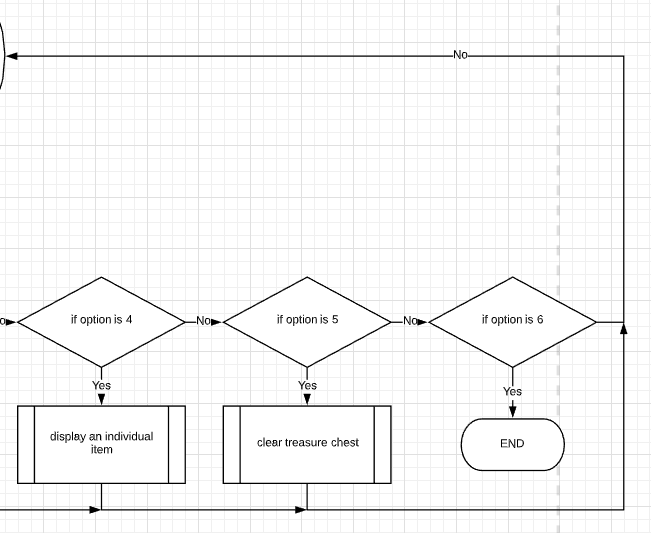 No
if option is 4
No
if option is 5
No
if option is 6
Yes
Yes
Yes
display an individual
item
clear treasure chest
END